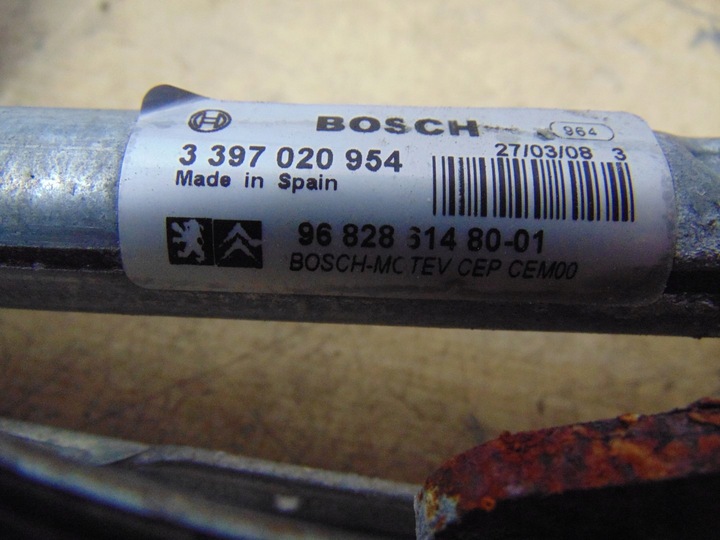 BOSCH 964
3 397 020 954 27/03/08 3
Made in Spain
96 828 614 80-01
BOSCH-MOTEV CEP CEM00